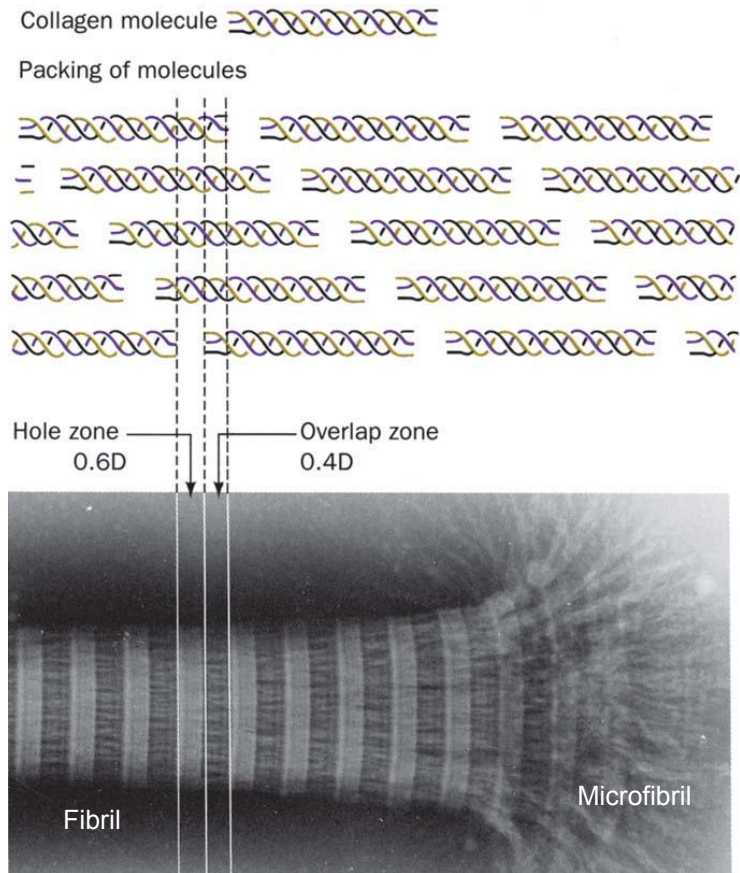 Collagen molecule
Packing of molecules
Hole zone
0.6D
Overlap zone
0.4D
Fibril
Microfibril